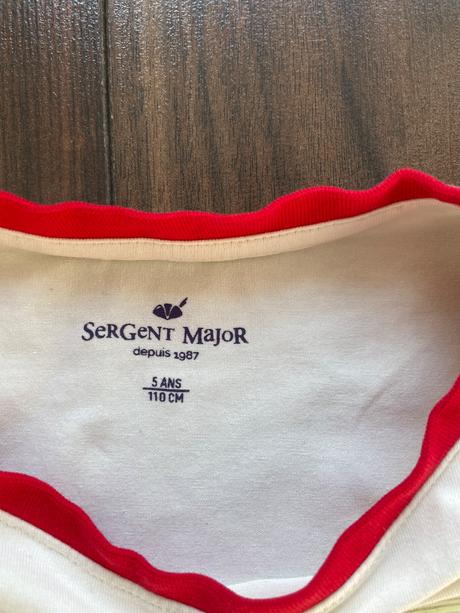 SeRGeNT MaJoR
depuis 1987
5 ANS
110 CM